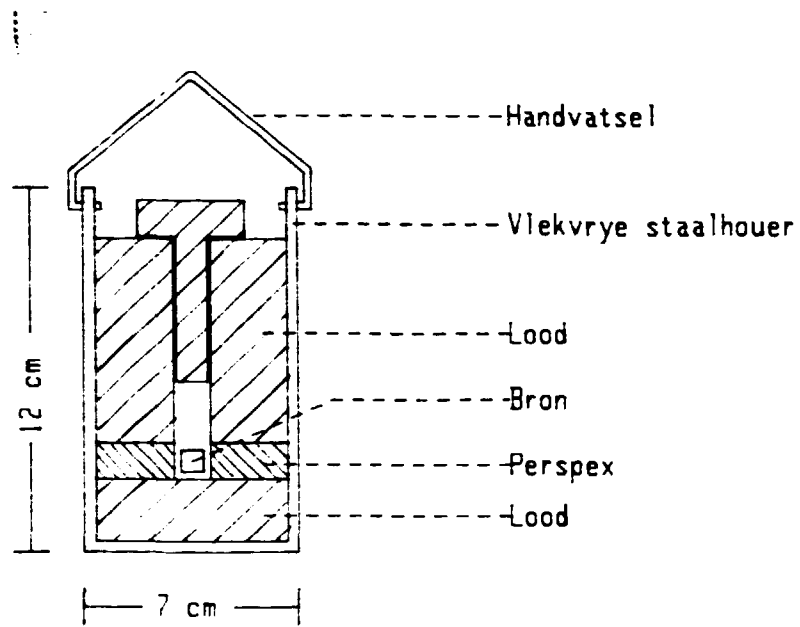 Handvatsel
Vlekvrye staalhouer
Lood
Bron
Perspex
Lood
12 cm
7 cm